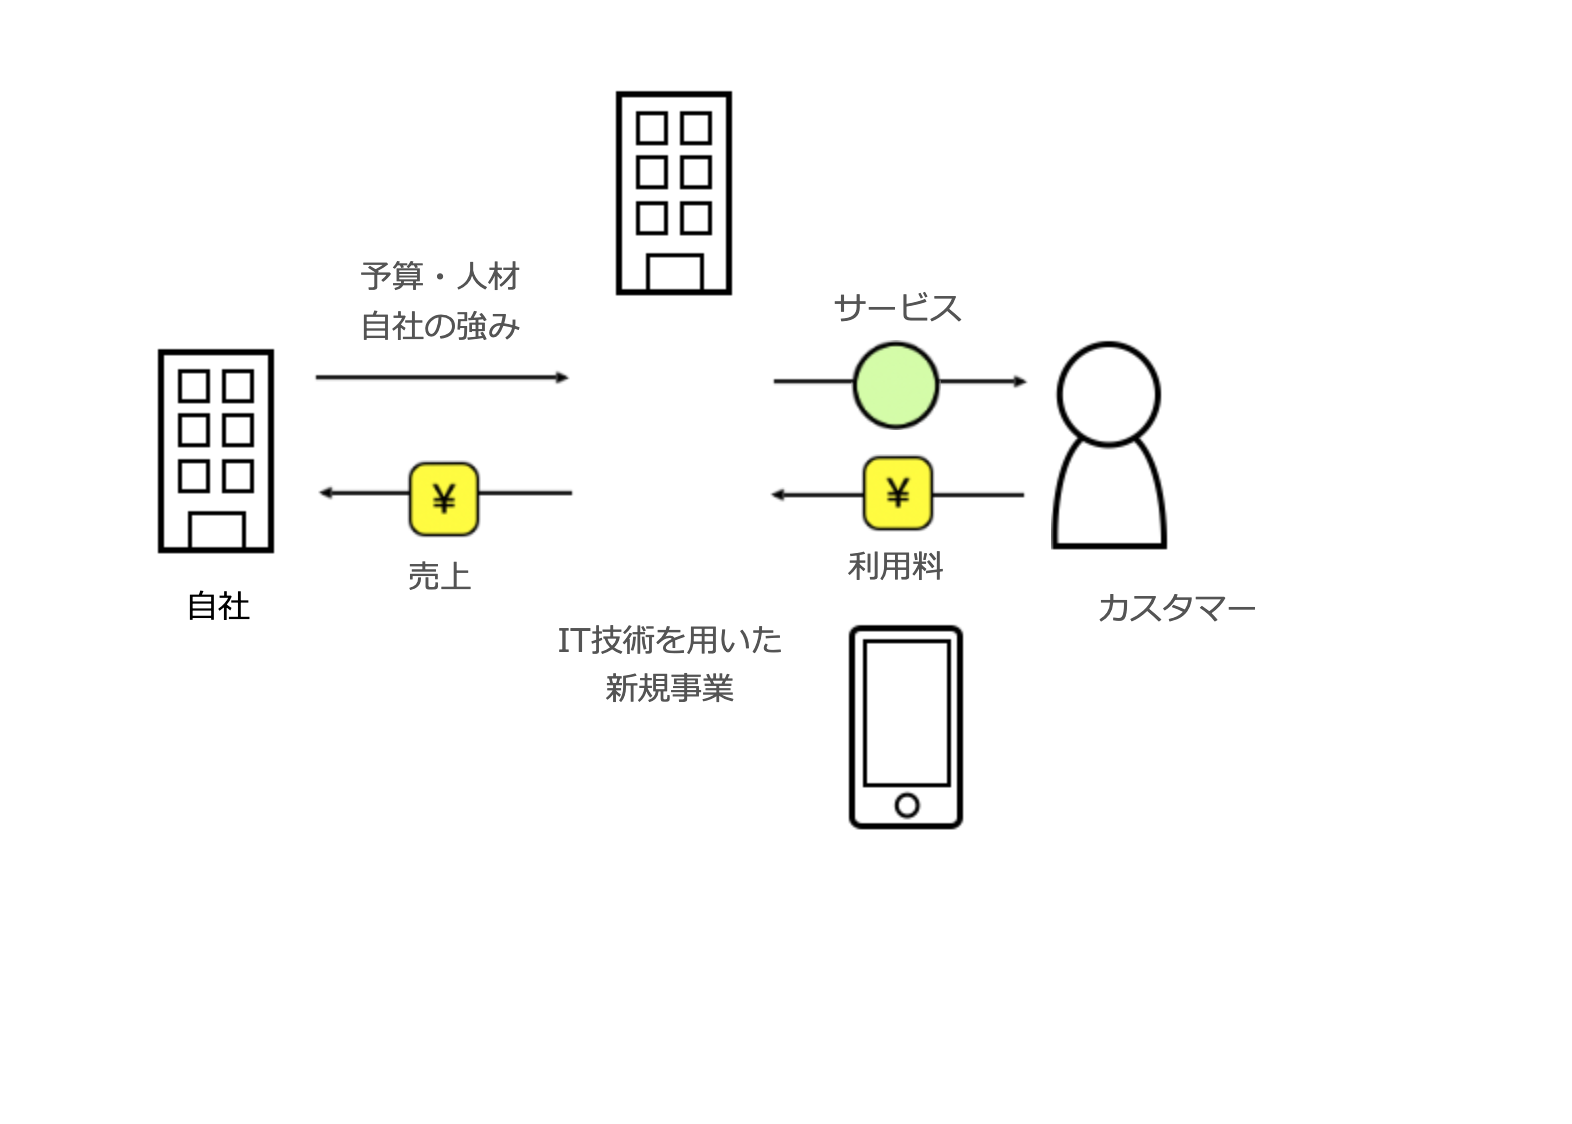 予算・人材
自社の強み
サービス
¥
¥
売上
利用料
自社
カスタマー
IT技術を用いた
新規事業